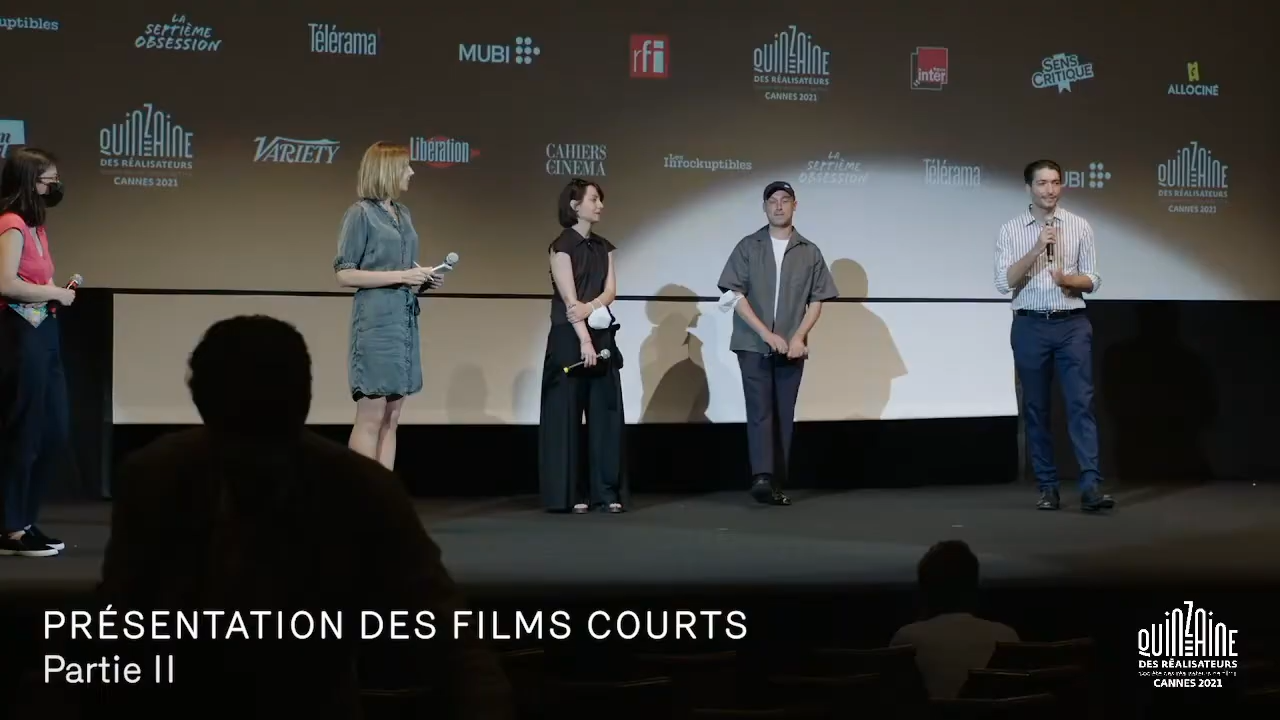 uptibles
LA
SEPTIÈME
OBSESSION
Télérama
MUBI
rfi
QUINZAINE
DES RÉALISATEURS
CANNES 2021
france
inter
SENS
CRITIQUE
ALLOCINÉ
QUINZAINE
DES RÉALISATEURS
CANNES 2021
VARIETY
Libération
CAHIERS
CINEMA
Les
inrockuptibles
LA
SEPTIÈME
OBSESSION
Télérama
UBI
QUINZAINE
DES RÉALISATEURS
CANNES 2021
PRÉSENTATION DES FILMS COURTS
Partie II
QUINZAINE
DES RÉALISATEURS
CANNES 2021